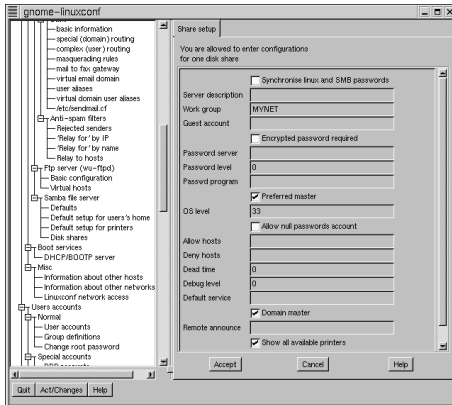 gnome-linuxconf
basic information
special (domain) routing
complex (user) routing
masquerading rules
mail to fax gateway
virtual email domain
user aliases
virtual domain user aliases
/etc/sendmail.cf
Anti-spam filters
Rejected senders
'Relay for' by IP
'Relay for' by name
Relay to hosts
Ftp server (wu-ftpd)
Basic configuration
Virtual hosts
Samba file server
Defaults
Default setup for users's home
Default setup for printers
Disk shares
Boot services
DHCP/BOOTP server
Misc
Information about other hosts
Information about other networks
Linuxconf network access
Users accounts
Normal
User accounts
Group definitions
Change root password
Special accounts
Quit
Act/Changes
Help
Share setup
You are allowed to enter configurations
for one disk share
Synchronise linux and SMB passwords
Server description
Work group MYNET
Guest account
Encrypted password required
Password server
Password level 0
Passwd program
Preferred master
OS level 33
Allow null passwords account
Allow hosts
Deny hosts
Dead time 0
Debug level 0
Default service
Domain master
Remote announce
Show all available printers
Accept
Cancel
Help